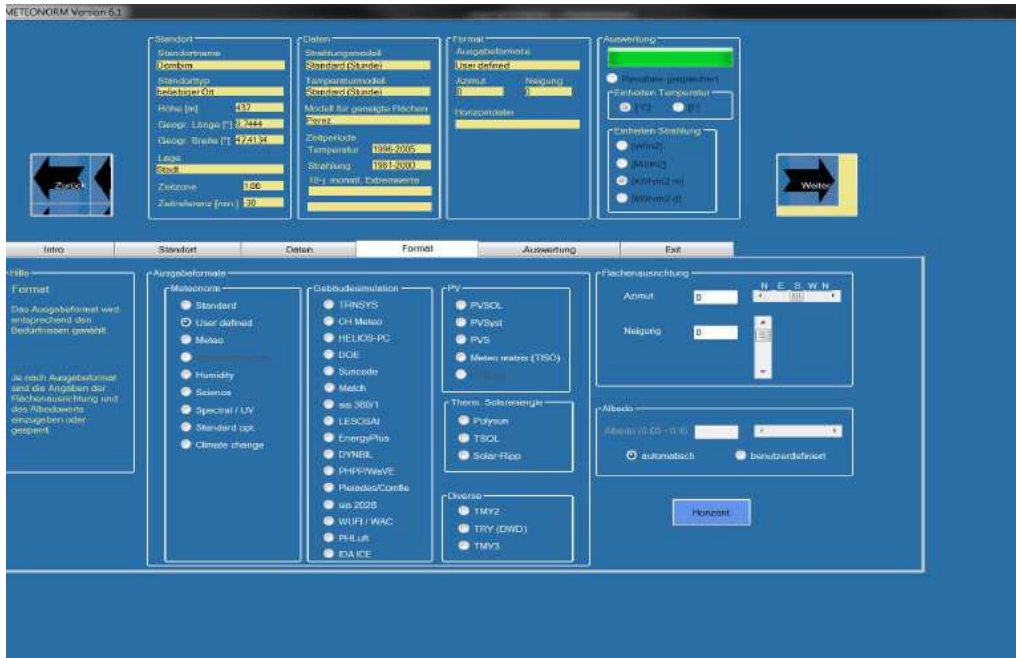 METEONORM Version 6.1
Standort
Standortname
Dornbirn
Standorttyp
beliebiger Ort
Höhe [m] 437
Geogr. Länge [°] 9.7444
Geogr. Breite [°] 47.4134
Lage
Stadt
Zeitzone 1.00
Zeitreferenz [min.] -30
Daten
Strahlungsmodell
Standard (Stunde)
Temperaturmodell
Standard (Stunde)
Modell für geneigte Flächen
Perez
Zeitperiode
Temperatur 1996-2005
Strahlung 1981-2000
10-j. monatl. Extremwerte
Format
Ausgabeformate
User defined
Azimut Neigung
0 0
Horizontdatei
Auswertung
Resultate gespeichert
Einheiten Temperatur
[°C] [F]
Einheiten Strahlung
[W/m2]
[MJ/m2]
[kWh/m2 m]
[kWh/m2 d]
Zurück
Weiter
Intro Standort Daten Format Auswertung Exit
Hilfe
Format
Das Ausgabeformat wird
entsprechend den
Bedürfnissen gewählt.
Je nach Ausgabeformat
sind die Angaben der
Flächenausrichtung und
des Albedowerts
einzugeben oder
gesperrt.
Ausgabeformate
Meteonorm
Standard
User defined
Meteo
Humidity
Science
Spectral / UV
Standard opt.
Climate change
Gebäudesimulation
TRNSYS
CH Meteo
HELIOS-PC
DOE
Suncode
Match
sia 380/1
LESOSAI
EnergyPlus
DYNBIL
PHPP/WaVE
Pleiades/Comfie
sia 2028
WUFI / WAC
PHLuft
IDA ICE
PV
PVSOL
PVSyst
PVS
Meteo matrix (TISO)
Therm. Solarenergie
Polysun
TSOL
Solar-Ripp
Diverse
TMY2
TRY (DWD)
TMY3
Flächenausrichtung
Azimut 0 N E S W N
Neigung 0
Albedo
Albedo (0.05 - 0.9)
automatisch benutzerdefiniert
Horizont